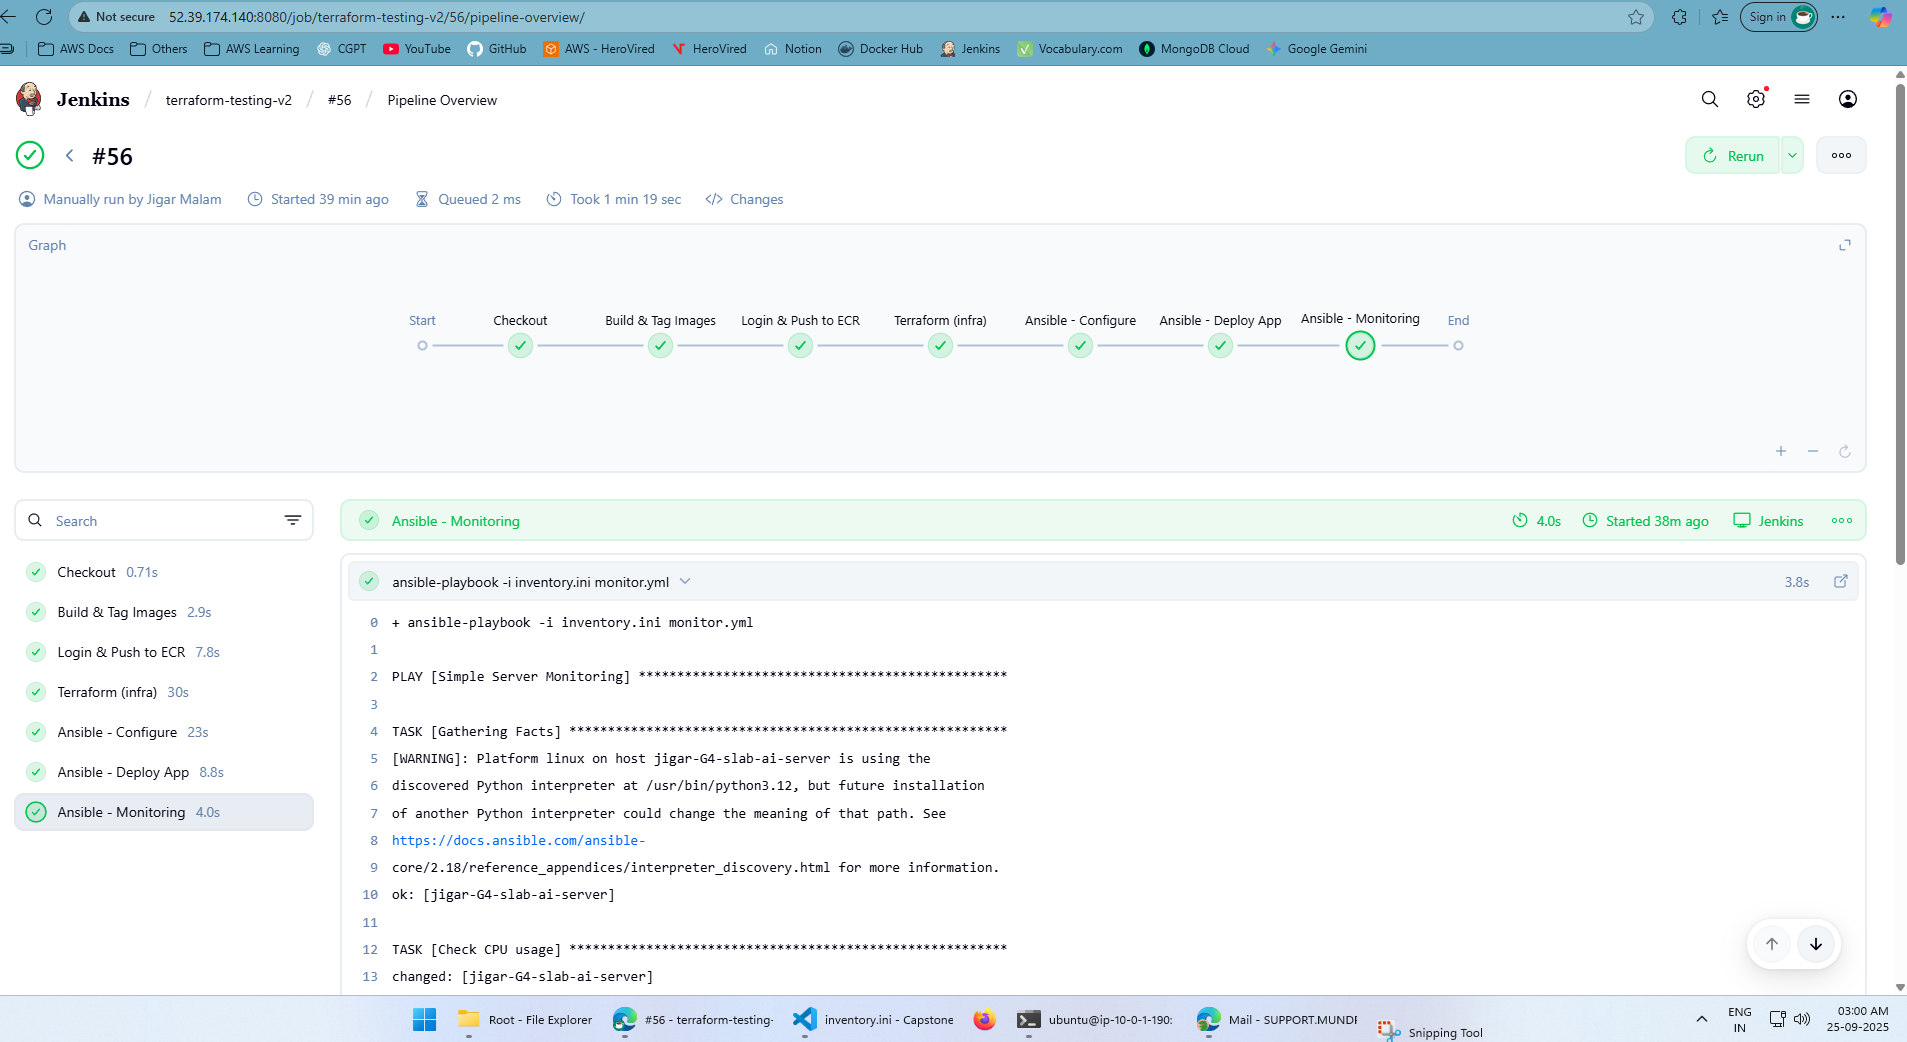 Not secure 52.39.174.140:8080/job/terraform-testing-v2/56/pipeline-overview/ Sign in
AWS Docs Others AWS Learning CGPT YouTube GitHub AWS - HeroVired HeroVired Notion Docker Hub Jenkins Vocabulary.com MongoDB Cloud Google Gemini
Jenkins / terraform-testing-v2 / #56 / Pipeline Overview
#56
Rerun
Manually run by Jigar Malam Started 39 min ago Queued 2 ms Took 1 min 19 sec Changes
Graph
Start Checkout Build & Tag Images Login & Push to ECR Terraform (infra) Ansible - Configure Ansible - Deploy App Ansible - Monitoring End
Search
Checkout 0.71s
Build & Tag Images 2.9s
Login & Push to ECR 7.8s
Terraform (infra) 30s
Ansible - Configure 23s
Ansible - Deploy App 8.8s
Ansible - Monitoring 4.0s
Ansible - Monitoring 4.0s Started 38m ago Jenkins
ansible-playbook -i inventory.ini monitor.yml 3.8s
0 + ansible-playbook -i inventory.ini monitor.yml
1
2 PLAY [Simple Server Monitoring] ************************************************
3
4 TASK [Gathering Facts] *********************************************************
5 [WARNING]: Platform linux on host jigar-G4-slab-ai-server is using the
6 discovered Python interpreter at /usr/bin/python3.12, but future installation
7 of another Python interpreter could change the meaning of that path. See
8 https://docs.ansible.com/ansible-
9 core/2.18/reference_appendices/interpreter_discovery.html for more information.
10 ok: [jigar-G4-slab-ai-server]
11
12 TASK [Check CPU usage] *********************************************************
13 changed: [jigar-G4-slab-ai-server]
Root - File Explorer #56 - terraform-testing- inventory.ini - Capstone ubuntu@ip-10-0-1-190: Mail - SUPPORT.MUNDR Snipping Tool
ENG
IN
03:00 AM
25-09-2025